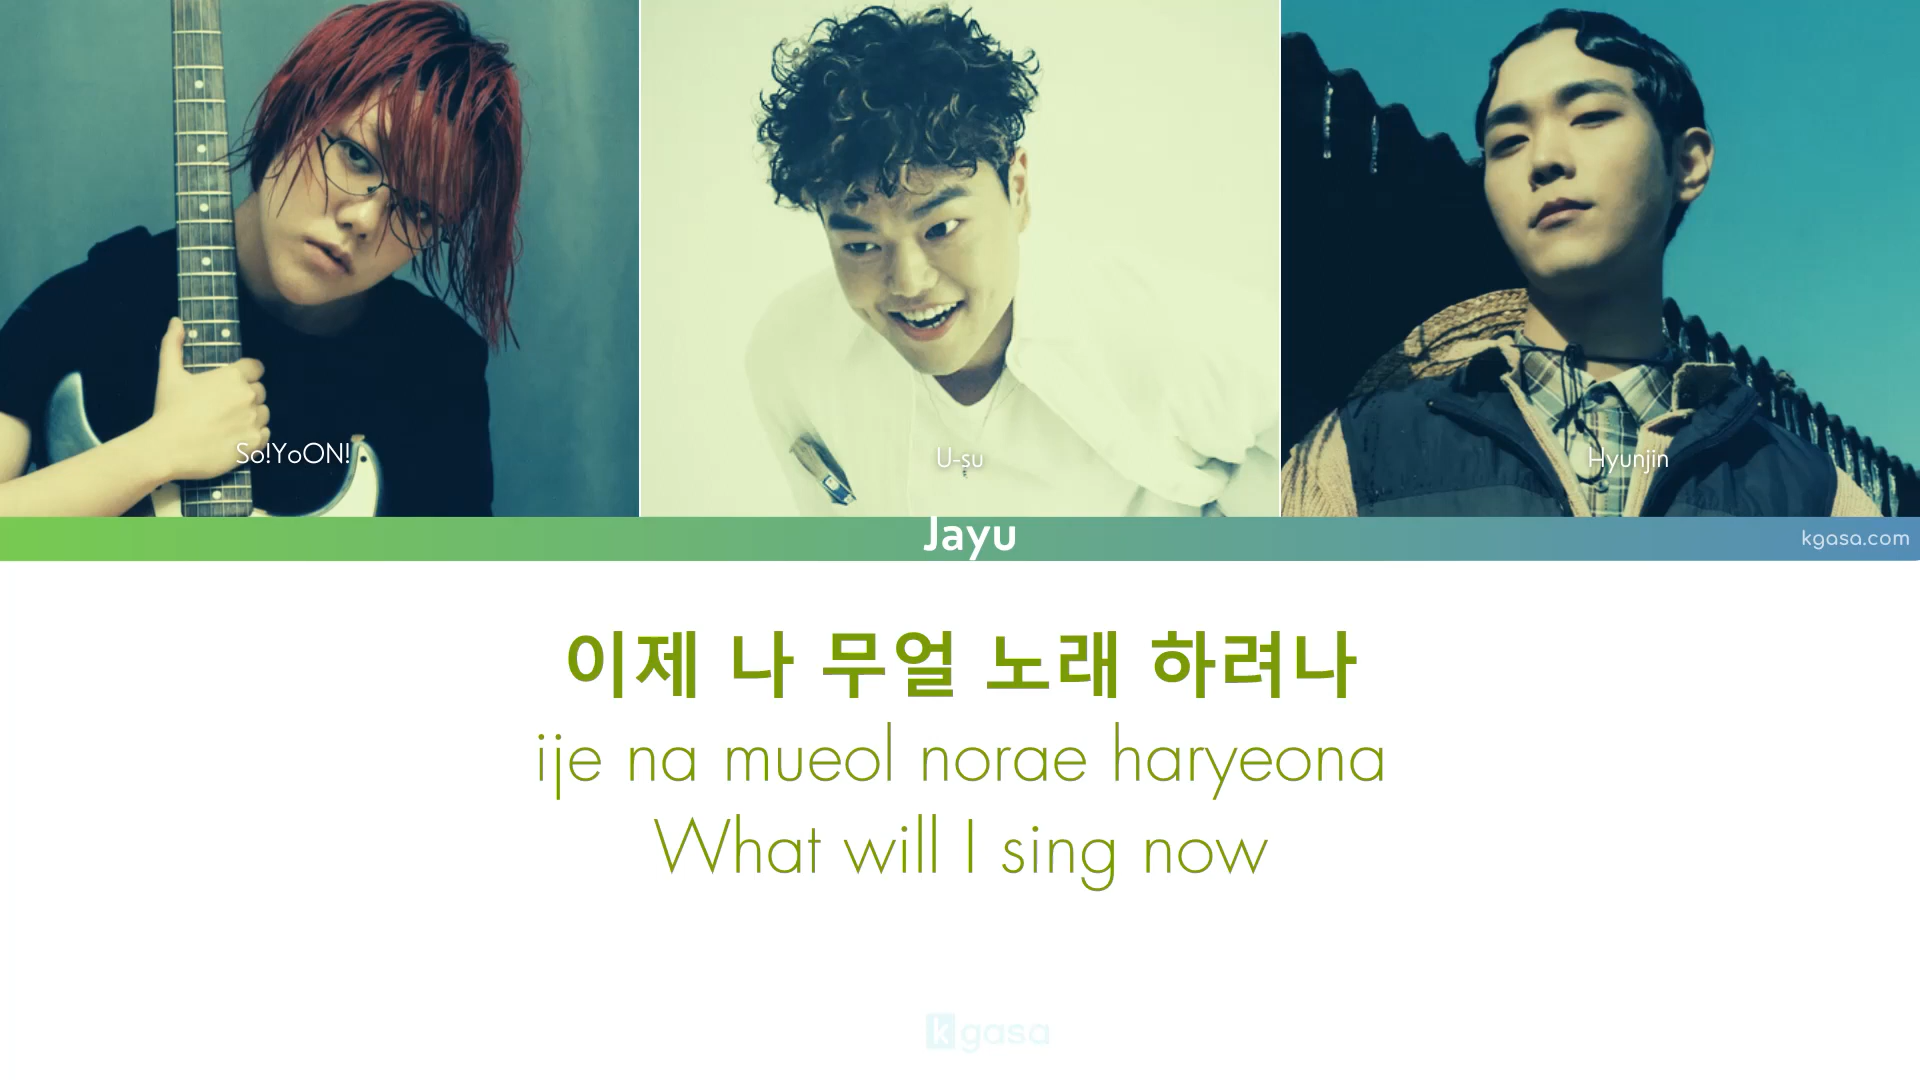 So!YoON!
U-su
Hyunjin
Jayu
kgasa.com
이제 나 무얼 노래 하려나
ije na mueol norae haryeona
What will I sing now
kgasa